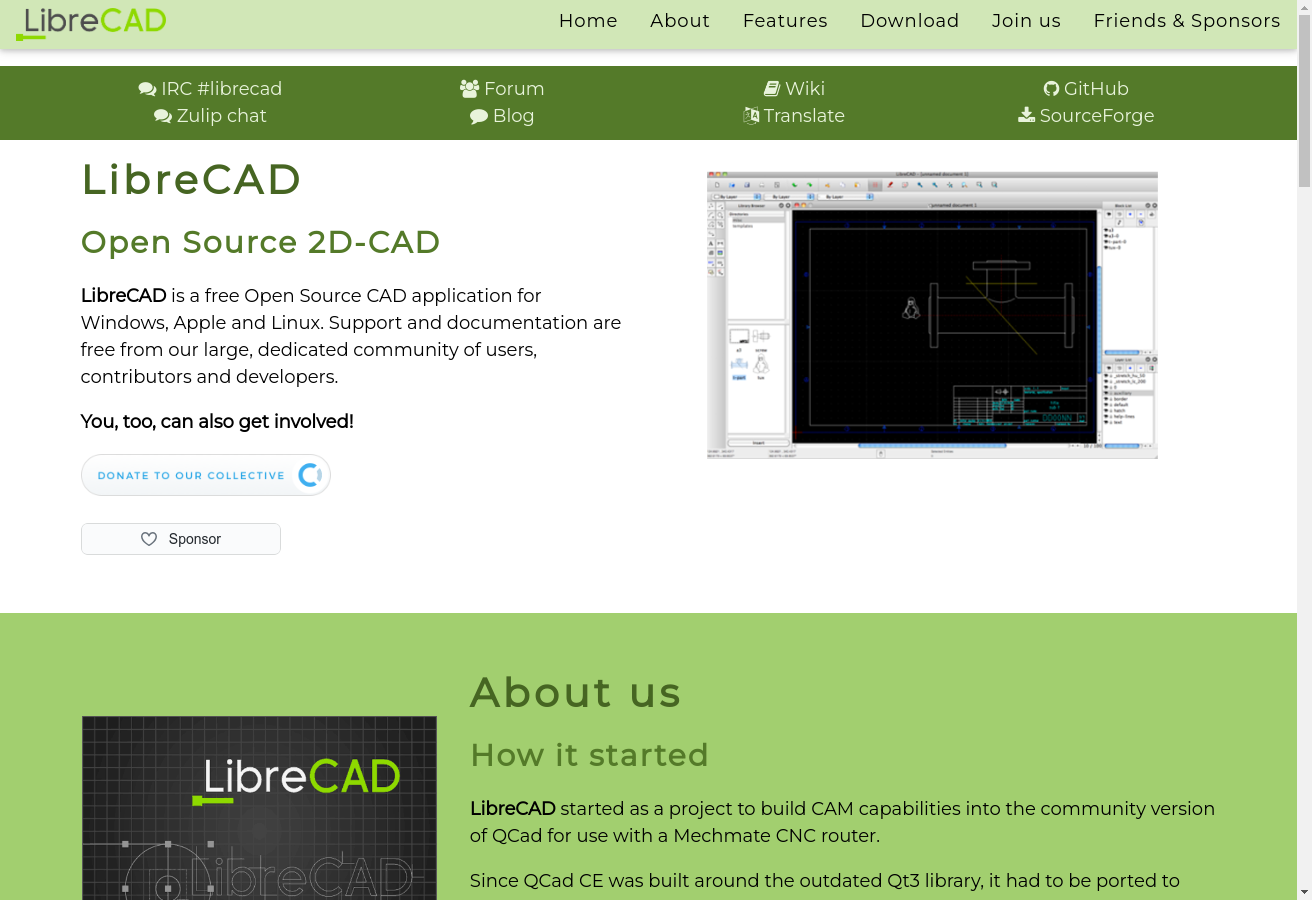 LibreCAD
Home About Features Download Join us Friends & Sponsors
IRC #librecad Forum Wiki GitHub
Zulip chat Blog Translate SourceForge
LibreCAD
Open Source 2D-CAD
LibreCAD is a free Open Source CAD application for
Windows, Apple and Linux. Support and documentation are
free from our large, dedicated community of users,
contributors and developers.
You, too, can also get involved!
DONATE TO OUR COLLECTIVE
Sponsor
About us
How it started
LibreCAD
LibreCAD
LibreCAD started as a project to build CAM capabilities into the community version
of QCad for use with a Mechmate CNC router.
Since QCad CE was built around the outdated Qt3 library, it had to be ported to